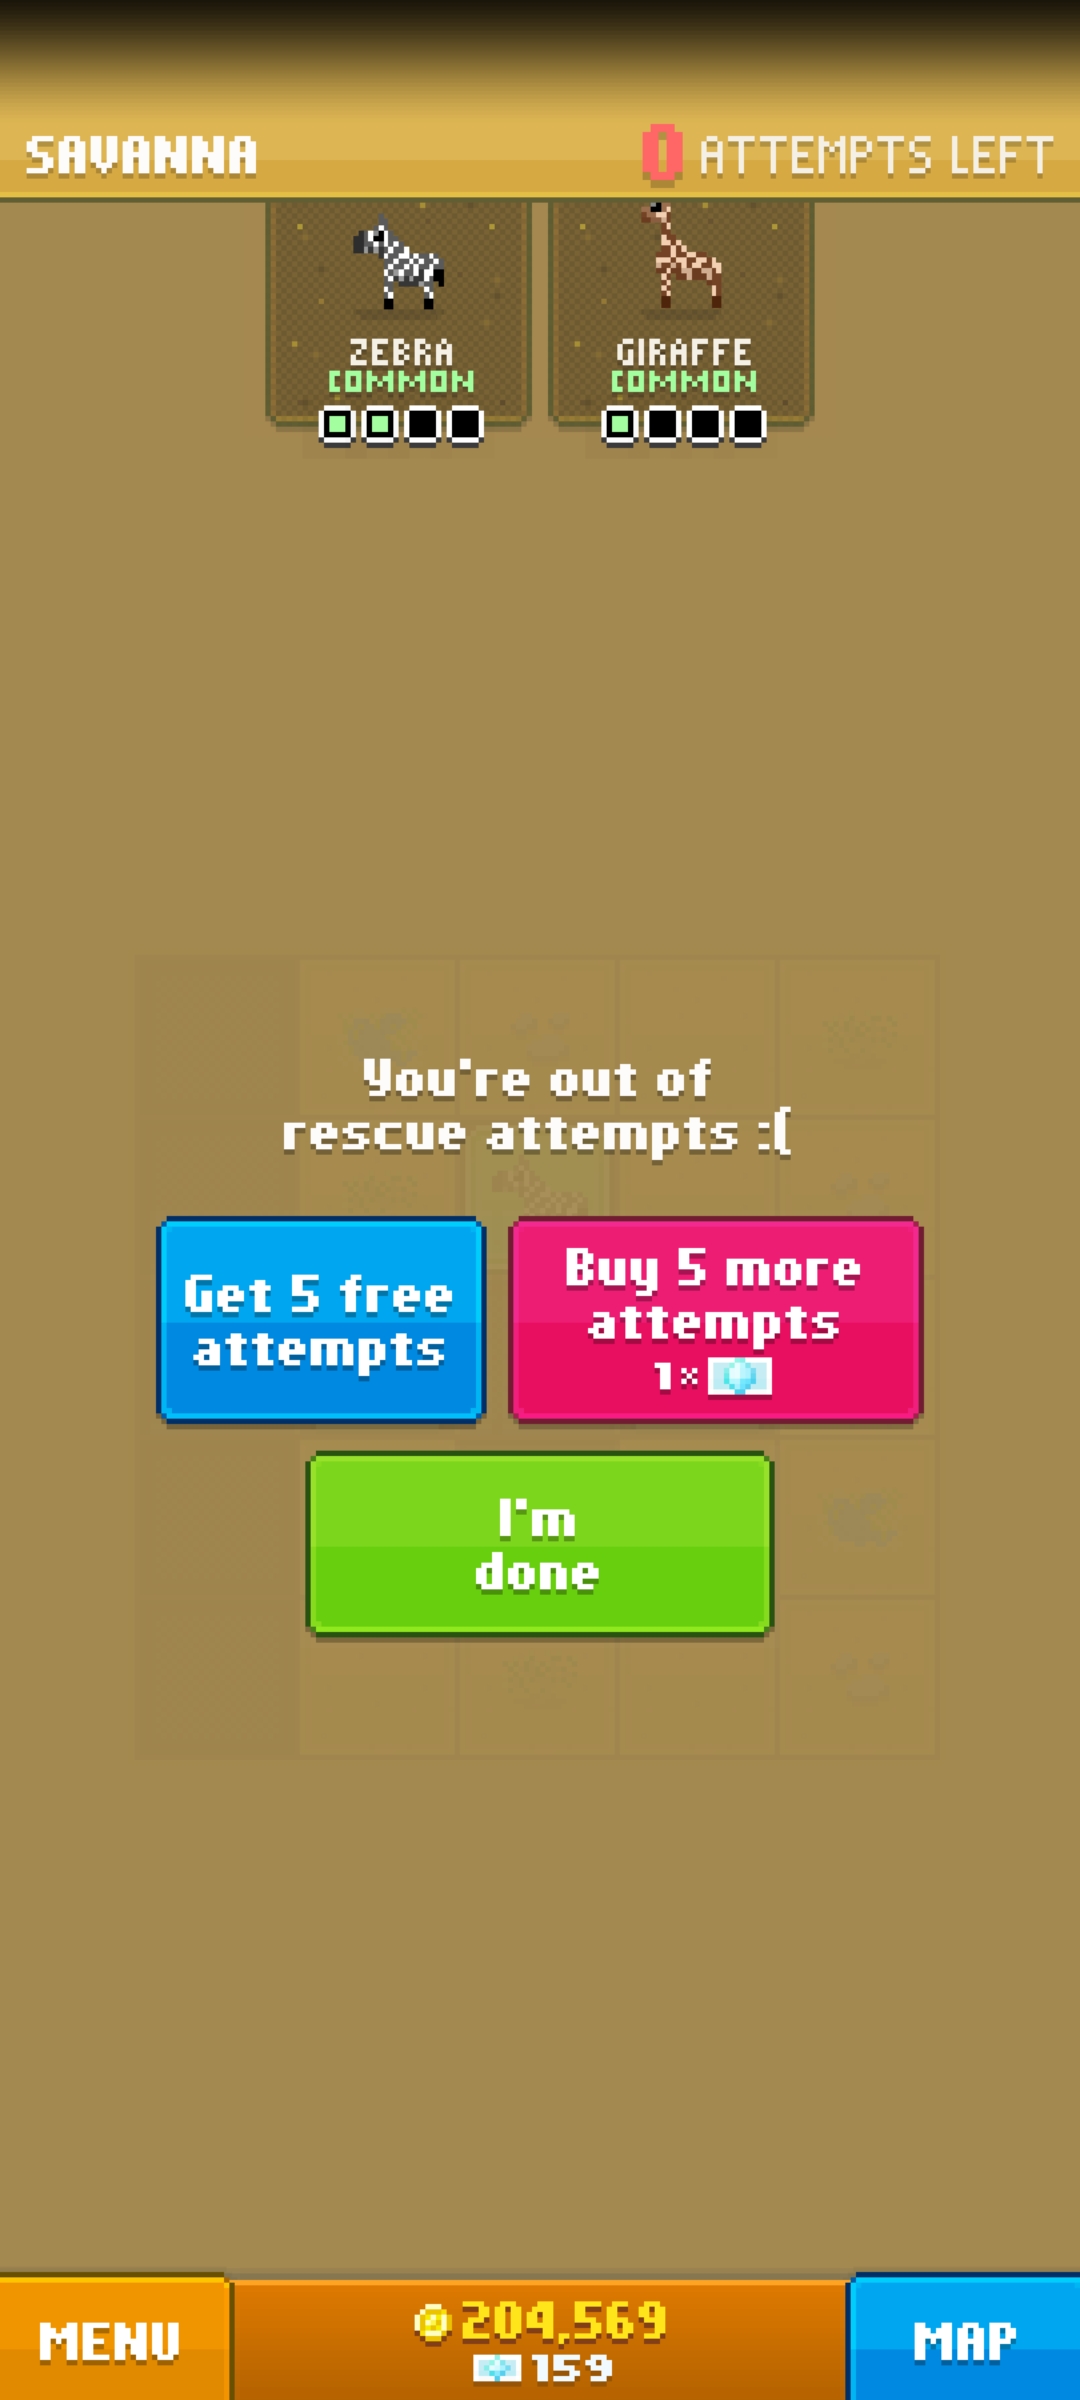 SAVANNA
0 ATTEMPTS LEFT
ZEBRA
COMMON
GIRAFFE
COMMON
You're out of
rescue attempts :(
Get 5 free
attempts
Buy 5 more
attempts
1×
I'm
done
MENU
204,569
159
MAP